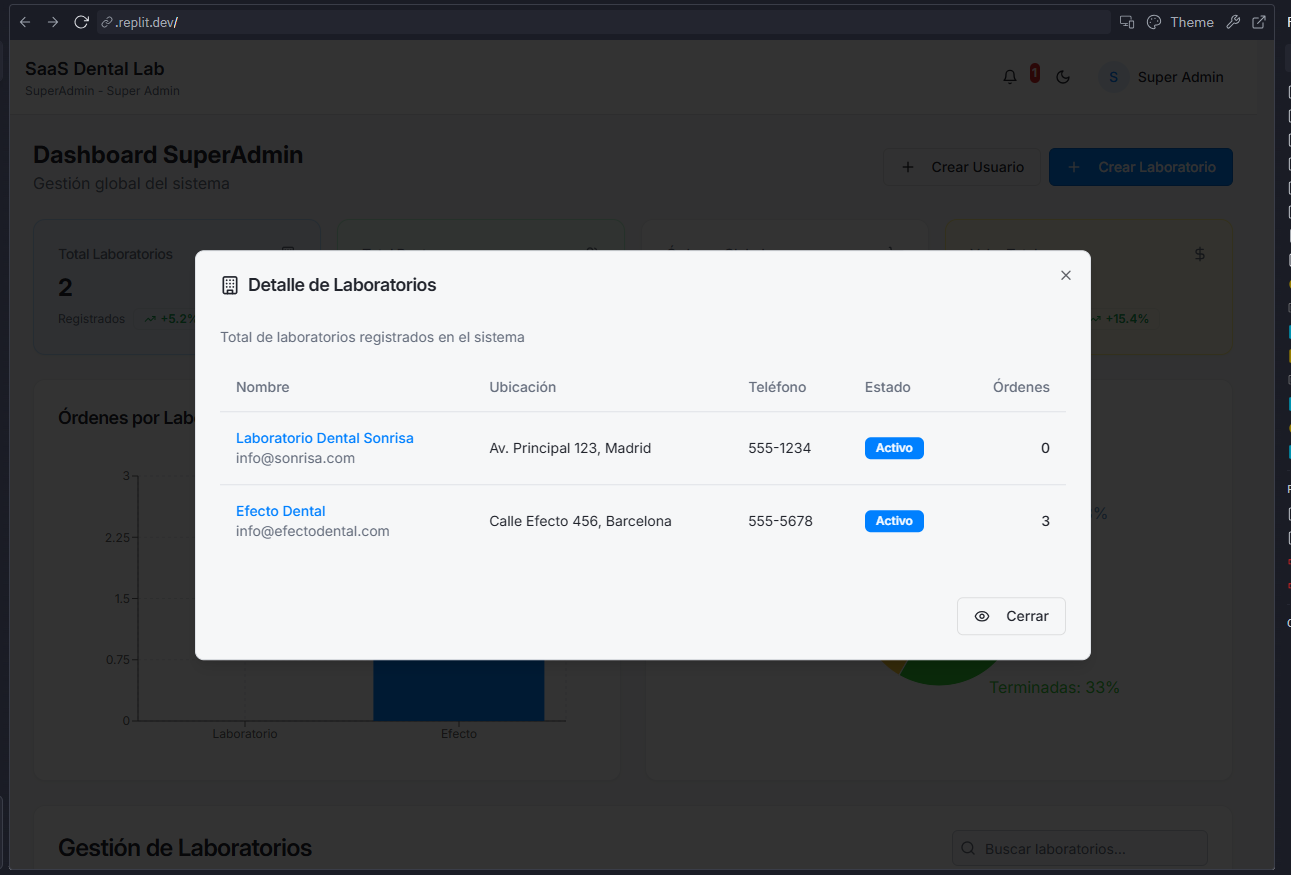 .replit.dev/
Theme
SaaS Dental Lab
SuperAdmin - Super Admin
1
S
Super Admin
Dashboard SuperAdmin
Gestión global del sistema
+ Crear Usuario
+ Crear Laboratorio
Total Laboratorios
2
Registrados
+5.2%
$
+15.4%
Detalle de Laboratorios
Total de laboratorios registrados en el sistema
Nombre Ubicación Teléfono Estado Órdenes
Laboratorio Dental Sonrisa
info@sonrisa.com
Av. Principal 123, Madrid 555-1234 Activo 0
Efecto Dental
info@efectodental.com
Calle Efecto 456, Barcelona 555-5678 Activo 3
Cerrar
Órdenes por Lab
3
2.25
1.5
0.75
0
Laboratorio
Efecto
%
Terminadas: 33%
Gestión de Laboratorios
Buscar laboratorios...